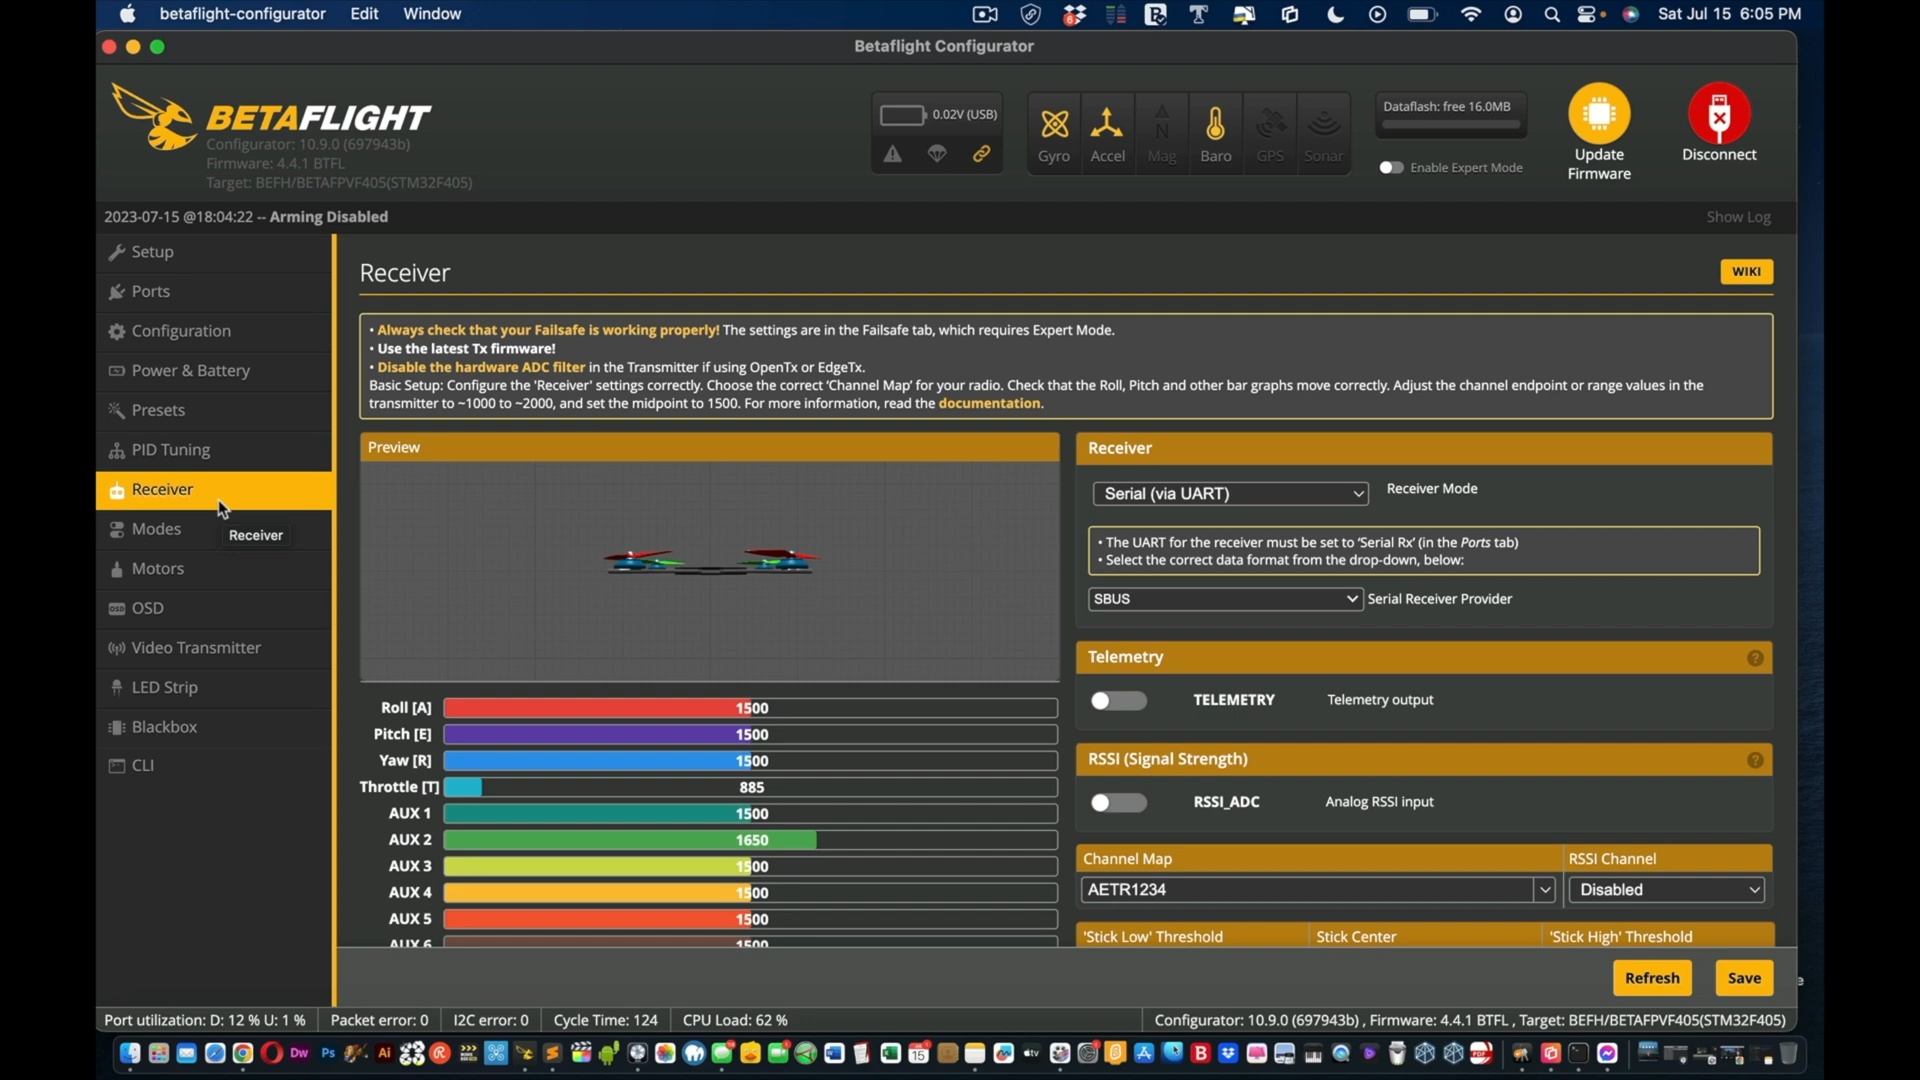 betaflight-configurator Edit Window
6
Sat Jul 15 6:05 PM
Betaflight Configurator
BETAFLIGHT
Configurator: 10.9.0 (697943b)
Firmware: 4.4.1 BTFL
Target: BEFH/BETAFPVF405(STM32F405)
0.02V (USB)
Gyro Accel Mag Baro GPS Sonar
Dataflash: free 16.0MB
Enable Expert Mode
Update
Firmware
Disconnect
2023-07-15 @18:04:22 -- Arming Disabled
Show Log
Setup
Ports
Configuration
Power & Battery
Presets
PID Tuning
Receiver
Modes
Receiver
Motors
OSD
Video Transmitter
LED Strip
Blackbox
CLI
Receiver
WIKI
• Always check that your Failsafe is working properly! The settings are in the Failsafe tab, which requires Expert Mode.
• Use the latest Tx firmware!
• Disable the hardware ADC filter in the Transmitter if using OpenTx or EdgeTx.
Basic Setup: Configure the 'Receiver' settings correctly. Choose the correct 'Channel Map' for your radio. Check that the Roll, Pitch and other bar graphs move correctly. Adjust the channel endpoint or range values in the
transmitter to ~1000 to ~2000, and set the midpoint to 1500. For more information, read the documentation.
Preview
Roll [A] 1500
Pitch [E] 1500
Yaw [R] 1500
Throttle [T] 885
AUX 1 1500
AUX 2 1650
AUX 3 1500
AUX 4 1500
AUX 5 1500
AUX 6 1500
Receiver
Serial (via UART) Receiver Mode
• The UART for the receiver must be set to 'Serial Rx' (in the Ports tab)
• Select the correct data format from the drop-down, below:
SBUS Serial Receiver Provider
Telemetry
TELEMETRY Telemetry output
RSSI (Signal Strength)
RSSI_ADC Analog RSSI input
Channel Map RSSI Channel
AETR1234 Disabled
'Stick Low' Threshold Stick Center 'Stick High' Threshold
Refresh Save
Port utilization: D: 12 % U: 1 % Packet error: 0 I2C error: 0 Cycle Time: 124 CPU Load: 62 %
Configurator: 10.9.0 (697943b) , Firmware: 4.4.1 BTFL , Target: BEFH/BETAFPVF405(STM32F405)
Dw Ps Ai
15
tv